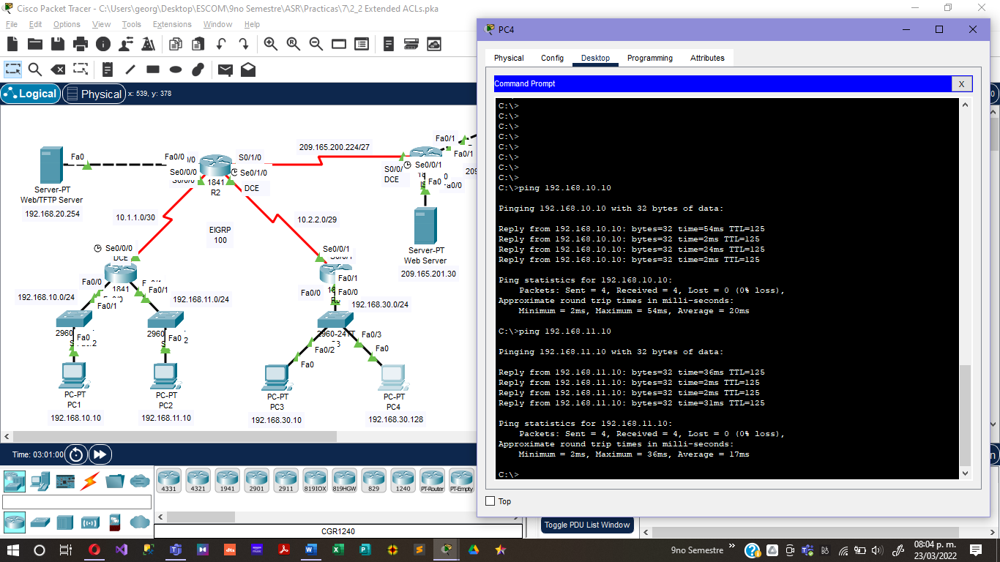 Cisco Packet Tracer - C:\Users\georg\Desktop\ESCOM\9no Semestre\ASR\Practicas\7\2_2 Extended ACLs.pka
File Edit Options View Tools Extensions Window Help
Logical
Physical
x: 539, y: 378
Fa0
Fa0/0
S0/1/0
Se0/0/0
Se0/1/0
1841
R2
DCE
209.165.200.224/27
Fa0/1
Fa0/1
Se0/0/1
DCE
Fa0
Server-PT
Web/TFTP Server
192.168.20.254
10.1.1.0/30
10.2.2.0/29
EIGRP
100
Server-PT
Web Server
209.165.201.30
Se0/0/0
DCE
Se0/0/1
1841
Fa0/0
Fa0/1
Fa0/1
192.168.10.0/24
192.168.11.0/24
Fa0/1
Fa0/0
Fa0/0
192.168.30.0/24
2960
Fa0
2960
Fa0
Fa0/2
Fa0/3
Fa0
Fa0
PC-PT
PC1
192.168.10.10
PC-PT
PC2
192.168.11.10
PC-PT
PC3
192.168.30.10
PC-PT
PC4
192.168.30.128
Time: 03:01:00
4331 4321 1941 2901 2911 819IOX 819HGW 829 1240 PT-Router PT-Empty
CGR1240
Toggle PDU List Window
PC4
Physical Config Desktop Programming Attributes
Command Prompt
X
C:\>
C:\>
C:\>
C:\>
C:\>
C:\>
C:\>
C:\>
C:\>ping 192.168.10.10
Pinging 192.168.10.10 with 32 bytes of data:
Reply from 192.168.10.10: bytes=32 time=54ms TTL=125
Reply from 192.168.10.10: bytes=32 time=2ms TTL=125
Reply from 192.168.10.10: bytes=32 time=24ms TTL=125
Reply from 192.168.10.10: bytes=32 time=2ms TTL=125
Ping statistics for 192.168.10.10:
Packets: Sent = 4, Received = 4, Lost = 0 (0% loss),
Approximate round trip times in milli-seconds:
Minimum = 2ms, Maximum = 54ms, Average = 20ms
C:\>ping 192.168.11.10
Pinging 192.168.11.10 with 32 bytes of data:
Reply from 192.168.11.10: bytes=32 time=36ms TTL=125
Reply from 192.168.11.10: bytes=32 time=2ms TTL=125
Reply from 192.168.11.10: bytes=32 time=2ms TTL=125
Reply from 192.168.11.10: bytes=32 time=31ms TTL=125
Ping statistics for 192.168.11.10:
Packets: Sent = 4, Received = 4, Lost = 0 (0% loss),
Approximate round trip times in milli-seconds:
Minimum = 2ms, Maximum = 36ms, Average = 17ms
C:\>
Top
9no Semestre
08:04 p. m.
23/03/2022